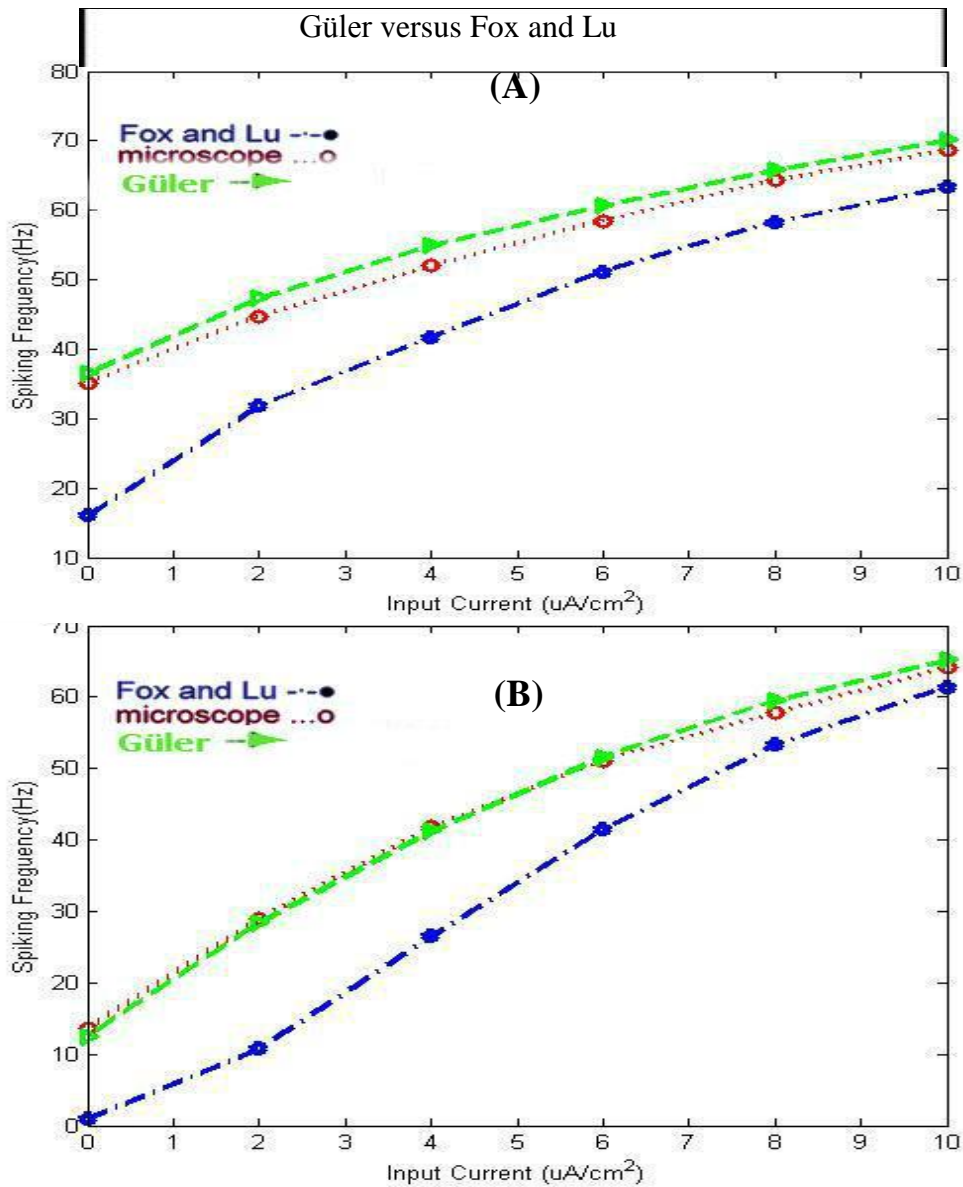 Güler versus Fox and Lu
(A)
80
70
60
50
40
30
20
10
Spiking Freguency(Hz)
Fox and Lu
microscope ...o
Güler
0 1 2 3 4 5 6 7 8 9 10
Input Current (uA/cm²)
(B)
70
60
50
40
30
20
10
0
Spiking Freguency(Hz)
Fox and Lu
microscope ...o
Güler
0 1 2 3 4 5 6 7 8 9 10
Input Current (uA/cm²)